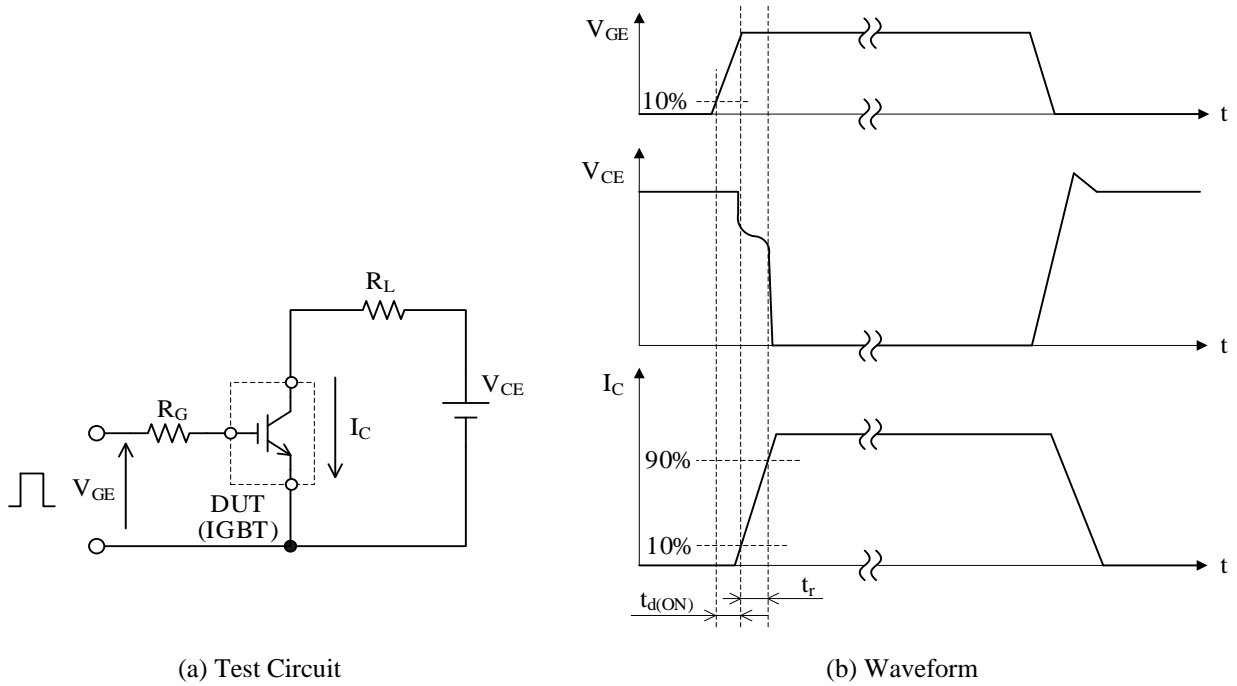 R_L
V_CE
R_G
I_C
V_GE
DUT
(IGBT)
(a) Test Circuit
V_GE
10%
t
V_CE
t
I_C
90%
10%
t
t_r
t_d(ON)
(b) Waveform